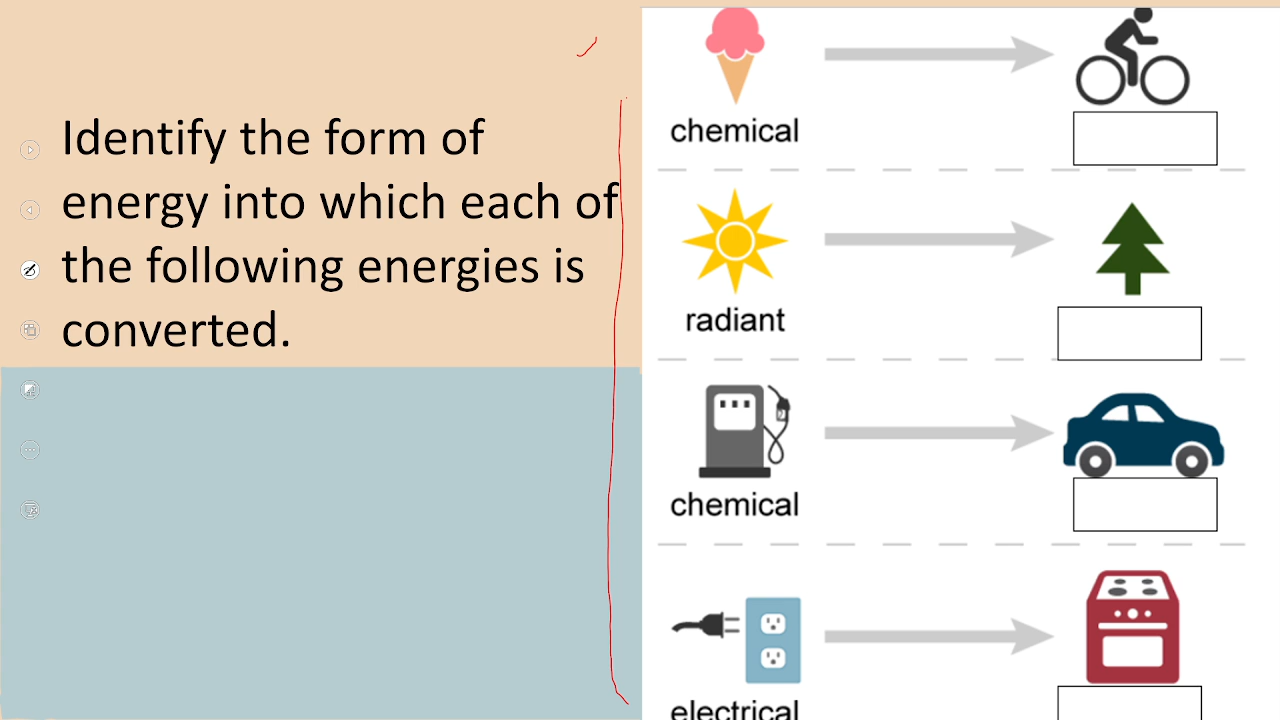 Identify the form of
energy into which each of
the following energies is
converted.
chemical
radiant
chemical
electrical